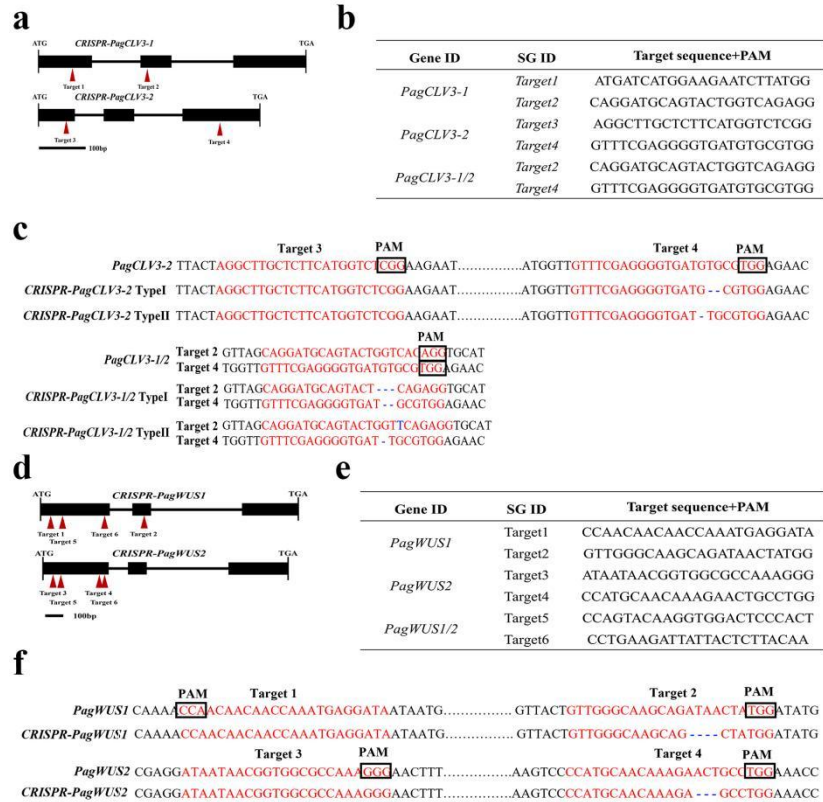 a
ATG CRISPR-PagCLV3-1 TGA
Target 1 Target 2
ATG CRISPR-PagCLV3-2 TGA
Target 3 Target 4
100bp
b
Gene ID SG ID Target sequence+PAM
PagCLV3-1 Target1 ATGATCATGGAAGAATCTTATGG
Target2 CAGGATGCAGTACTGGTCAGAGG
PagCLV3-2 Target3 AGGCTTGCTCTTCATGGTCTCGG
Target4 GTTTCGAGGGGTGATGTGCGTGG
PagCLV3-1/2 Target2 CAGGATGCAGTACTGGTCAGAGG
Target4 GTTTCGAGGGGTGATGTGCGTGG
c
Target 3 PAM Target 4 PAM
PagCLV3-2 TTACTAGGCTTGCTCTTCATGGTCTCGGAAGAAT...............ATGGTTGTTTCGAGGGGTGATGTGCGTGGAGAAC
CRISPR-PagCLV3-2 TypeI TTACTAGGCTTGCTCTTCATGGTCTCGGAAGAAT...............ATGGTTGTTTCGAGGGGTGATG--CGTGGAGAAC
CRISPR-PagCLV3-2 TypeII TTACTAGGCTTGCTCTTCATGGTCTCGGAAGAAT...............ATGGTTGTTTCGAGGGGTGAT-TGCGTGGAGAAC
PAM
PagCLV3-1/2 Target 2 GTTAGCAGGATGCAGTACTGGTCAGAGGTGCAT
Target 4 TGGTTGTTTCGAGGGGTGATGTGCGTGGAGAAC
CRISPR-PagCLV3-1/2 TypeI Target 2 GTTAGCAGGATGCAGTACT---CAGAGGTGCAT
Target 4 TGGTTGTTTCGAGGGGTGAT--GCGTGGAGAAC
CRISPR-PagCLV3-1/2 TypeII Target 2 GTTAGCAGGATGCAGTACTGGTTCAGAGGTGCAT
Target 4 TGGTTGTTTCGAGGGGTGAT-TGCGTGGAGAAC
d
ATG CRISPR-PagWUS1 TGA
Target 1 Target 6 Target 2
Target 5
ATG CRISPR-PagWUS2 TGA
Target 3 Target 4
Target 5 Target 6
100bp
e
Gene ID SG ID Target sequence+PAM
PagWUS1 Target1 CCAACAACAACCAAATGAGGATA
Target2 GTTGGGCAAGCAGATAACTATGG
PagWUS2 Target3 ATAATAACGGTGGCGCCAAAGGG
Target4 CCATGCAACAAAGAACTGCCTGG
PagWUS1/2 Target5 CCAGTACAAGGTGGACTCCCACT
Target6 CCTGAAGATTATTACTCTTACAA
f
PAM Target 1 Target 2 PAM
PagWUS1 CAAAACCAACAACAACCAAATGAGGATAATAATG...............GTTACTGTTGGGCAAGCAGATAACTATGGATATG
CRISPR-PagWUS1 CAAAACCAACAACAACCAAATGAGGATAATAATG...............GTTACTGTTGGGCAAGCAG----CTATGGATATG
Target 3 PAM Target 4 PAM
PagWUS2 CGAGGATAATAACGGTGGCGCCAAAGGGAACTTT...............AAGTCCCCATGCAACAAAGAACTGCCTGGAAACC
CRISPR-PagWUS2 CGAGGATAATAACGGTGGCGCCAAAGGGAACTTT...............AAGTCCCCATGCAACAAAGA---GCCTGGAAACC